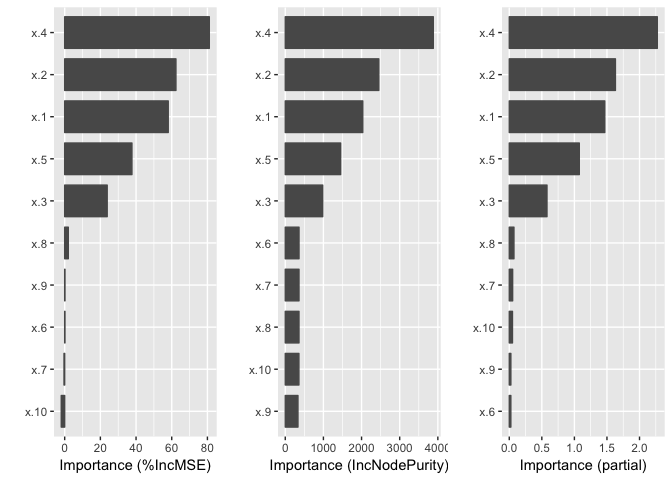 x.4
x.2
x.1
x.5
x.3
x.8
x.9
x.6
x.7
x.10
0 20 40 60 80
Importance (%IncMSE)
x.4
x.2
x.1
x.5
x.3
x.6
x.7
x.8
x.10
x.9
0 1000 2000 3000 4000
Importance (IncNodePurity)
x.4
x.2
x.1
x.5
x.3
x.8
x.7
x.10
x.9
x.6
0.0 0.5 1.0 1.5 2.0
Importance (partial)